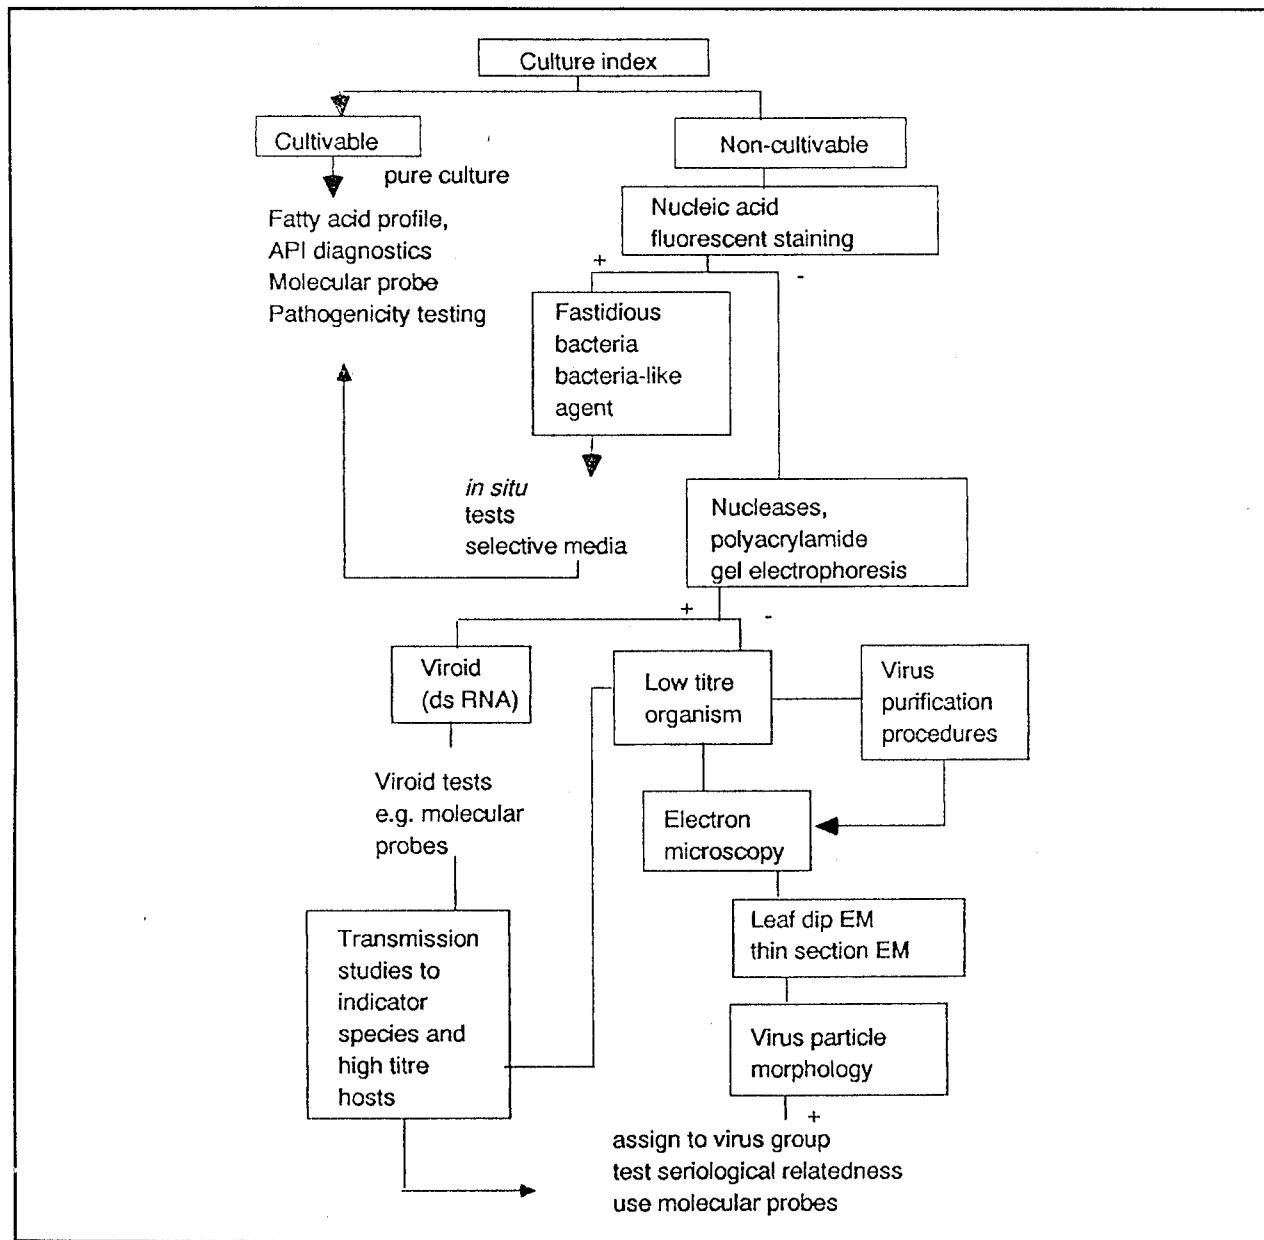 Culture index
Cultivable
Non-cultivable
pure culture
Fatty acid profile,
API diagnostics
Molecular probe
Pathogenicity testing
Nucleic acid
fluorescent staining
+
-
Fastidious
bacteria
bacteria-like
agent
in situ
tests
selective media
Nucleases,
polyacrylamide
gel electrophoresis
+
-
Viroid
(ds RNA)
Low titre
organism
Virus
purification
procedures
Viroid tests
e.g. molecular
probes
Electron
microscopy
Leaf dip EM
thin section EM
Transmission
studies to
indicator
species and
high titre
hosts
Virus particle
morphology
+
assign to virus group
test seriological relatedness
use molecular probes